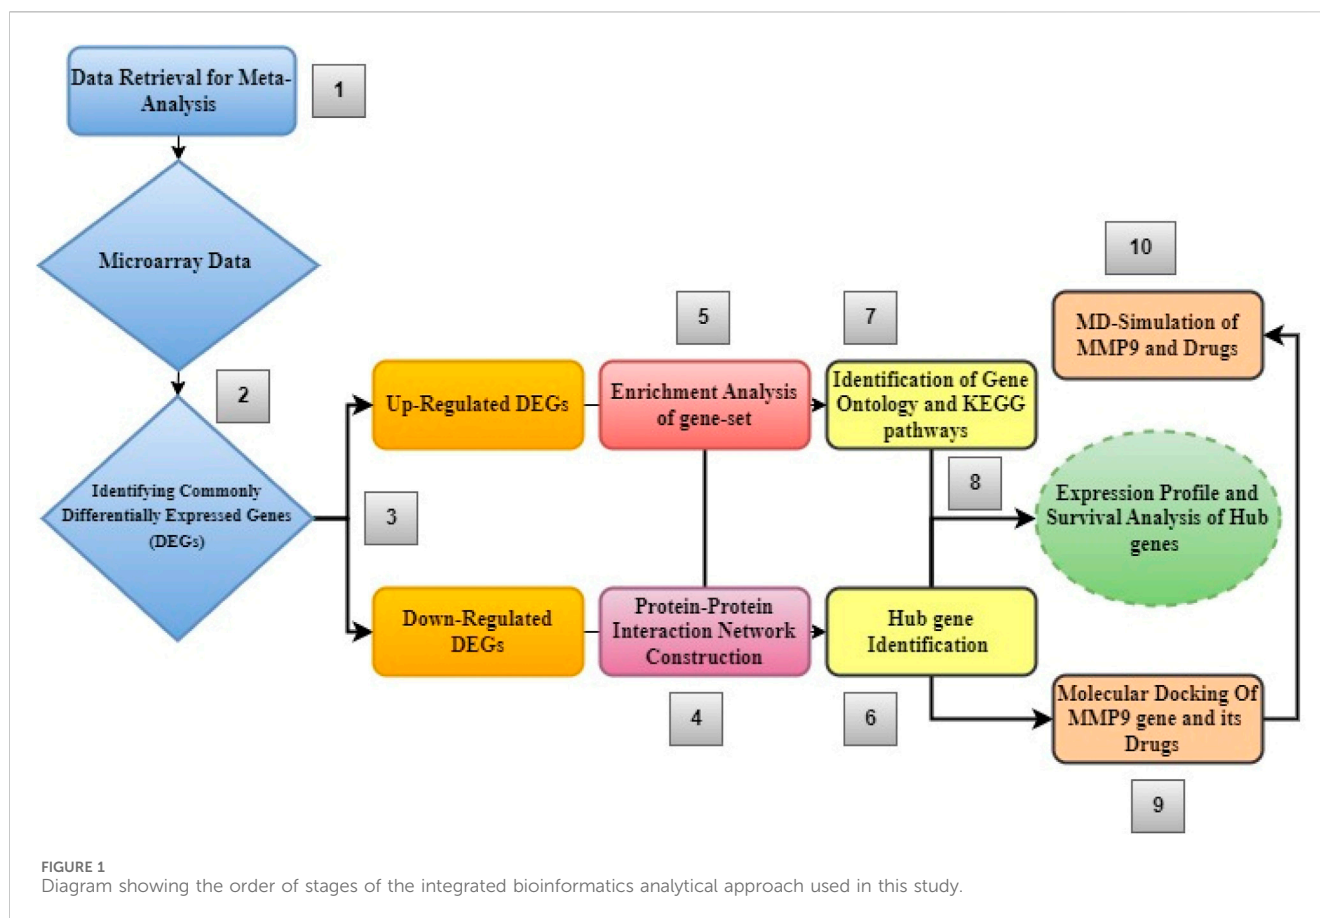 Data Retrieval for Meta-
Analysis
1
Microarray Data
2
Identifying Commonly
Differentially Expressed Genes
(DEGs)
3
Up-Regulated DEGs
Down-Regulated
DEGs
5
Enrichment Analysis
of gene-set
Protein-Protein
Interaction Network
Construction
4
7
Identification of Gene
Ontology and KEGG
pathways
8
Hub gene
Identification
6
10
MD-Simulation of
MMP9 and Drugs
Expression Profile and
Survival Analysis of Hub
genes
Molecular Docking Of
MMP9 gene and its
Drugs
9
FIGURE 1
Diagram showing the order of stages of the integrated bioinformatics analytical approach used in this study.